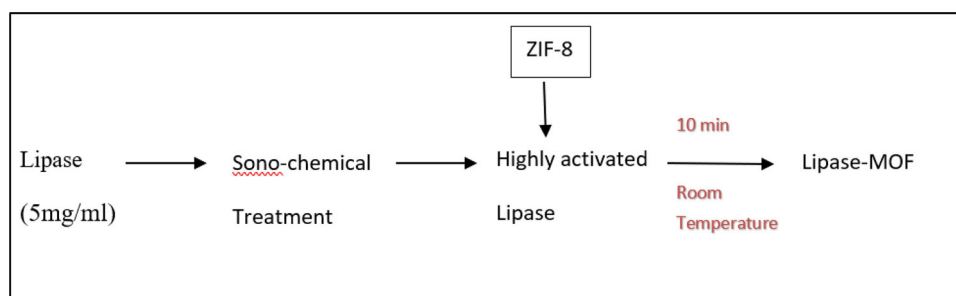 ZIF-8
Lipase
(5mg/ml)
Sono-chemical
Treatment
Highly activated
Lipase
10 min
Room
Temperature
Lipase-MOF